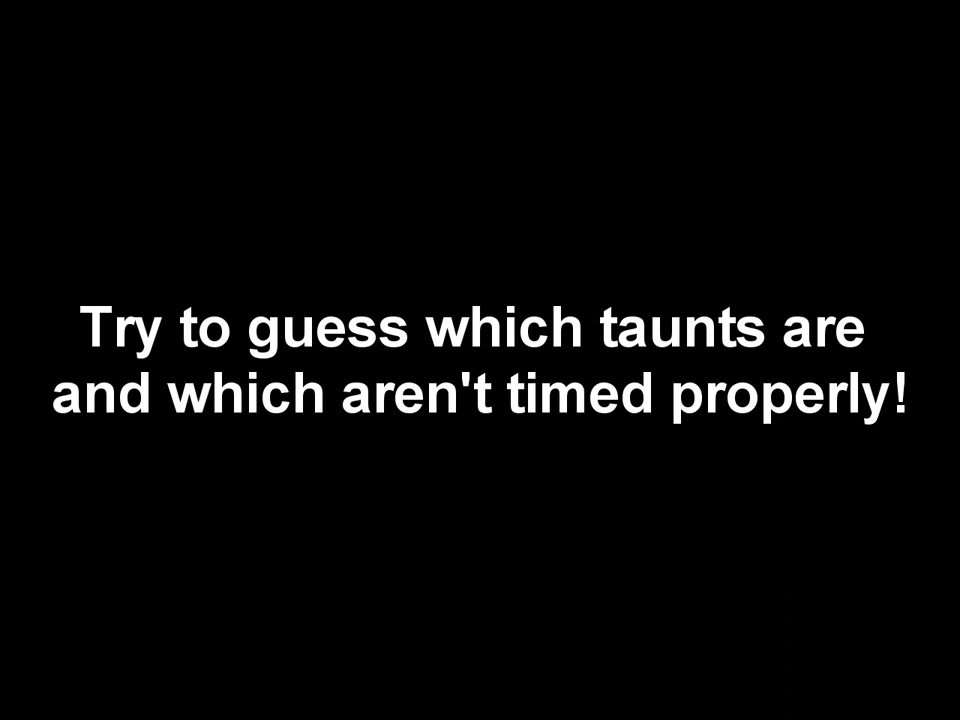 Try to guess which taunts are
and which aren't timed properly!